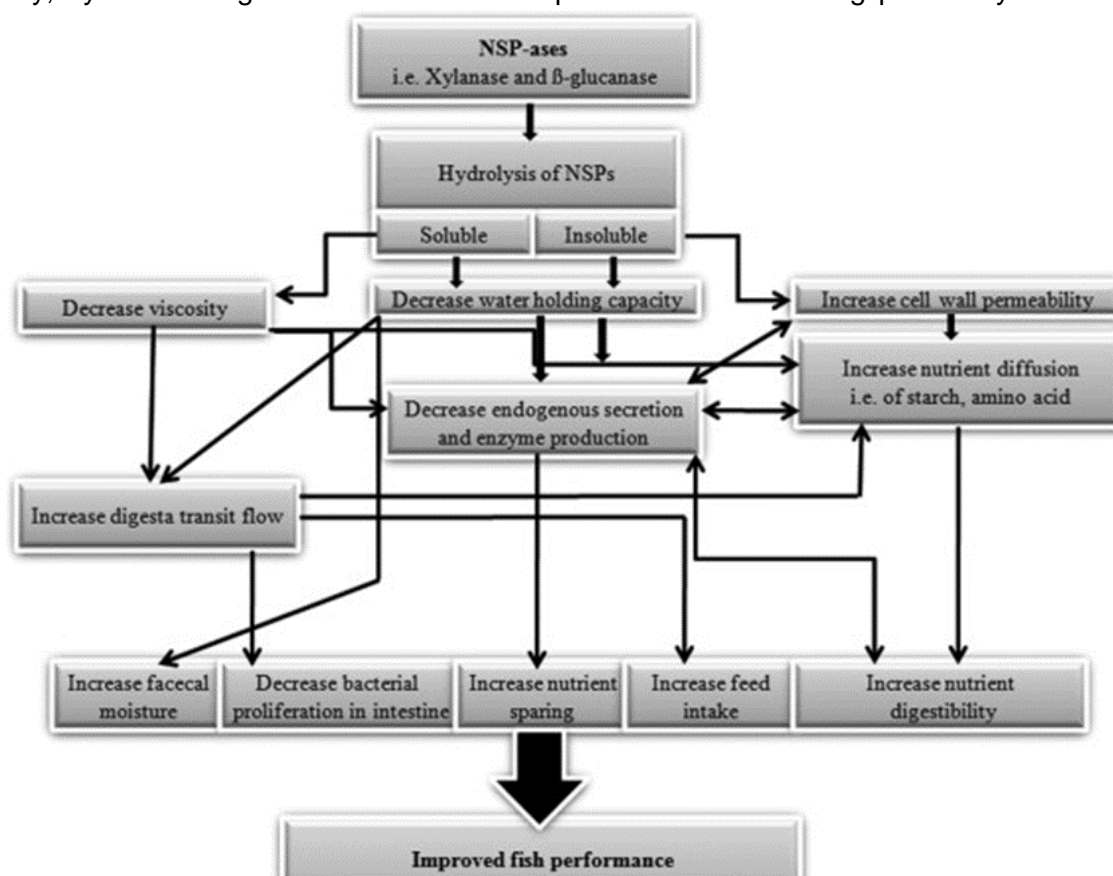 NSP-ases
i.e. Xylanase and ß-glucanase
Hydrolysis of NSPs
Soluble
Insoluble
Decrease viscosity
Decrease water holding capacity
Increase cell wall permeability
Increase nutrient diffusion
i.e. of starch, amino acid
Decrease endogenous secretion
and enzyme production
Increase digesta transit flow
Increase facecal
moisture
Decrease bacterial
proliferation in intestine
Increase nutrient
sparing
Increase feed
intake
Increase nutrient
digestibility
Improved fish performance